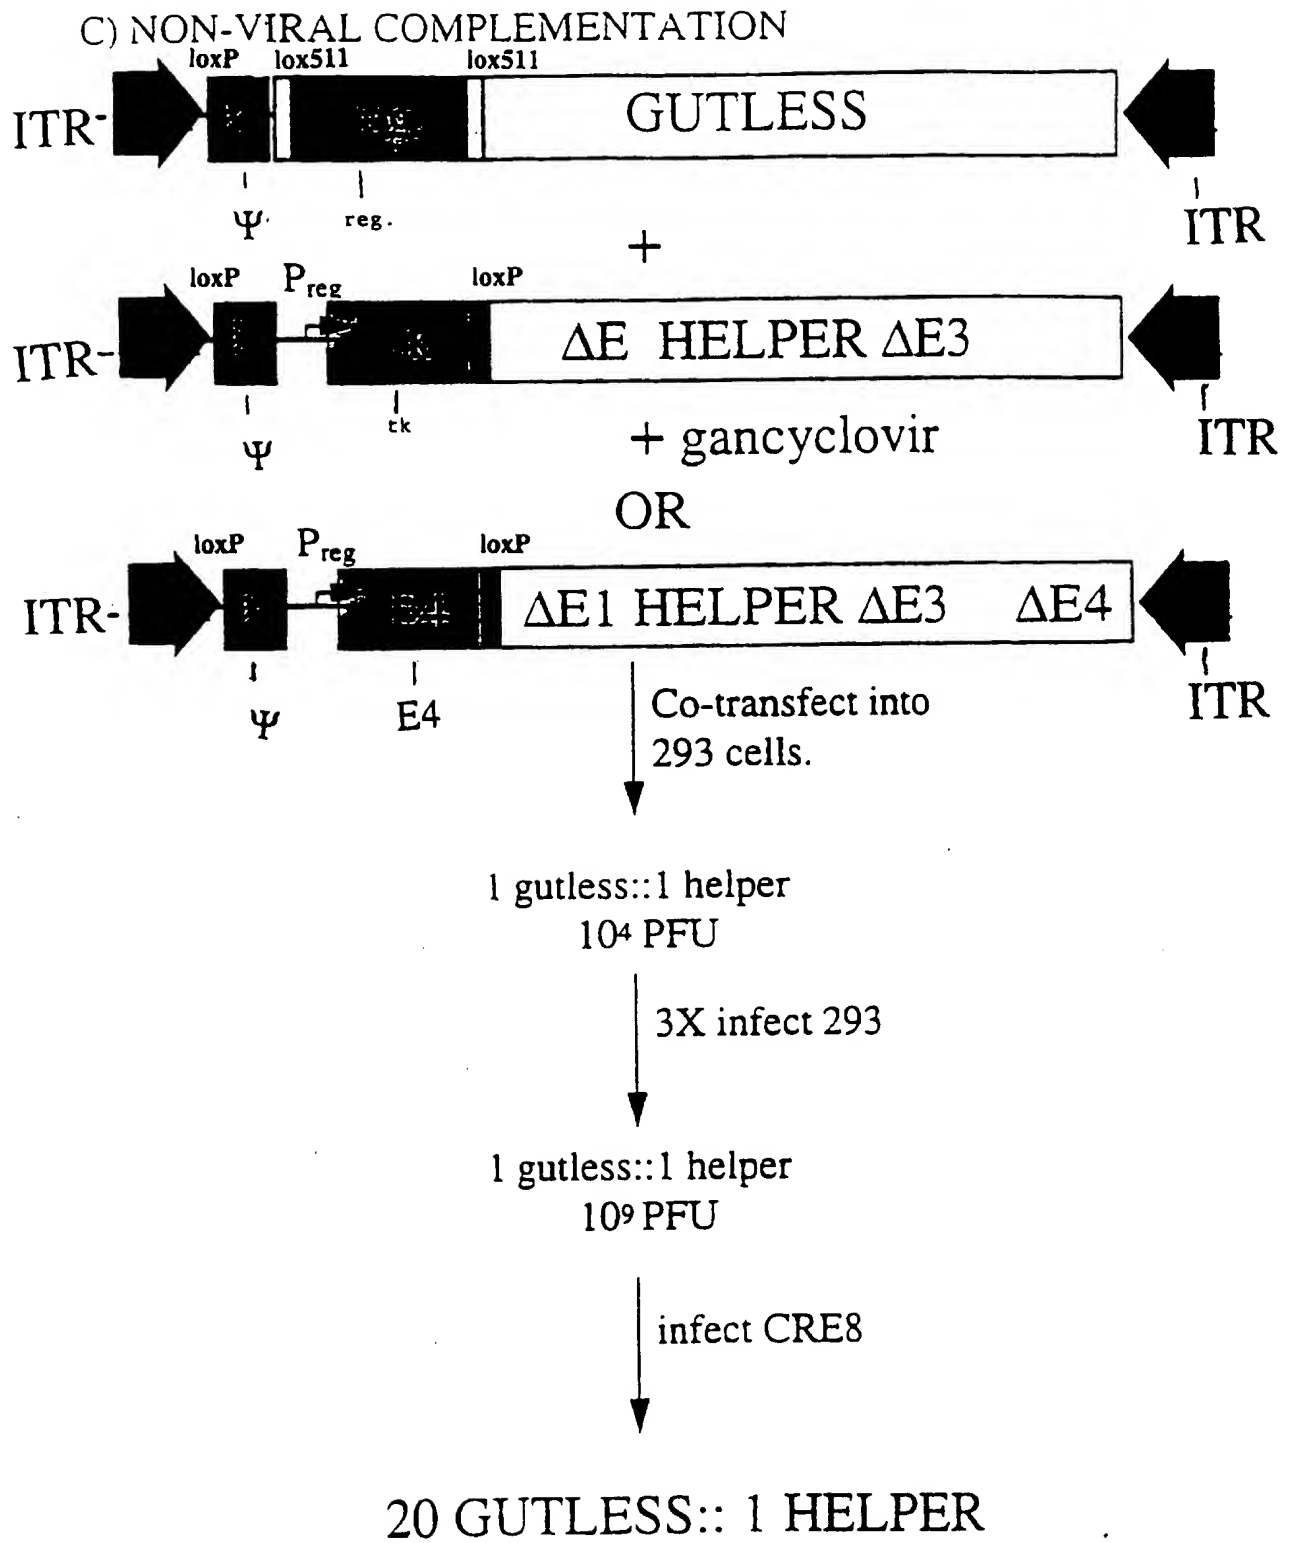 C) NON-VIRAL COMPLEMENTATION
loxP lox511 lox511
ITR- GUTLESS
Ψ reg. ITR
+
loxP Preg loxP
ITR- ΔE HELPER ΔE3
Ψ tk ITR
+ gancyclovir
OR
loxP Preg loxP
ITR- E4 ΔE1 HELPER ΔE3 ΔE4
Ψ E4 ITR
Co-transfect into
293 cells.
1 gutless::1 helper
10⁴ PFU
3X infect 293
1 gutless::1 helper
10⁹ PFU
infect CRE8
20 GUTLESS:: 1 HELPER